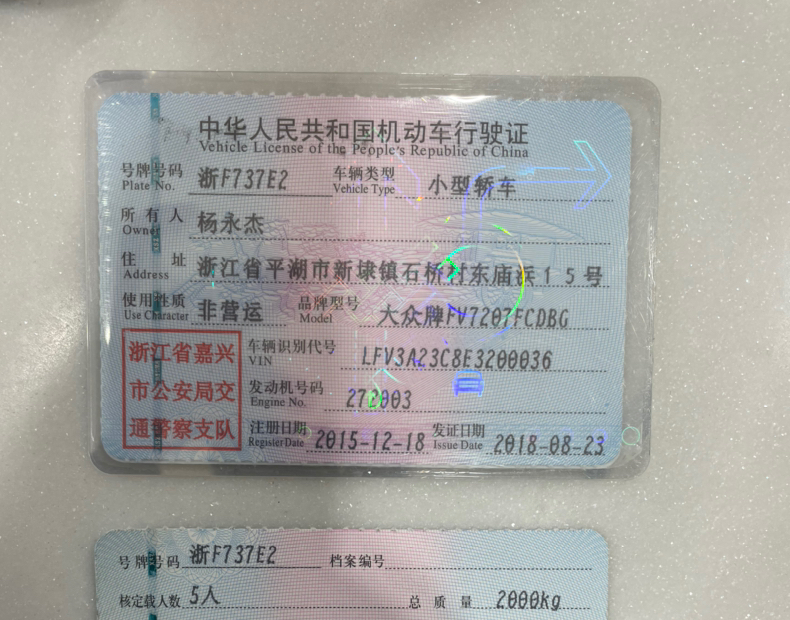 中华人民共和国机动车行驶证
Vehicle License of the People's Republic of China
号牌号码 浙F737E2 车辆类型 小型轿车
Plate No. Vehicle Type
所有人 杨永杰
Owner
住址 浙江省平湖市新埭镇石桥村东庙浜15号
Address
使用性质 非营运 品牌型号 大众牌FV7207FCDBG
Use Character Model
浙江省嘉兴
市公安局交
通警察支队
车辆识别代号 LFV3A23C8E3200036
VIN
发动机号码 272003
Engine No.
注册日期 2015-12-18 发证日期 2018-08-23
Register Date Issue Date
号牌号码 浙F737E2 档案编号
核定载人数 5人 总质量 2000kg